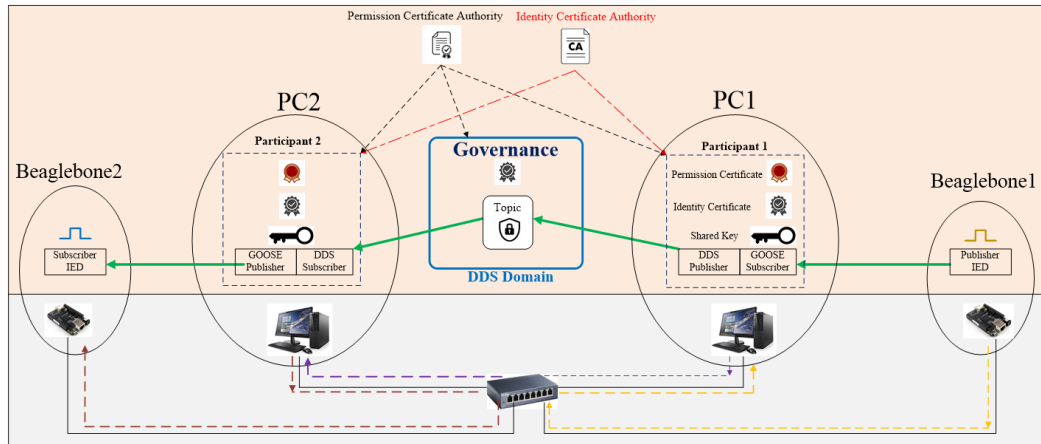 Permission Certificate Authority
Identity Certificate Authority
CA
PC2
PC1
Participant 2
Governance
Participant 1
Beaglebone2
Permission Certificate
Beaglebone1
Identity Certificate
Topic
Shared Key
Subscriber
IED
GOOSE
Publisher
DDS
Subscriber
DDS
Publisher
GOOSE
Subscriber
Publisher
IED
DDS Domain